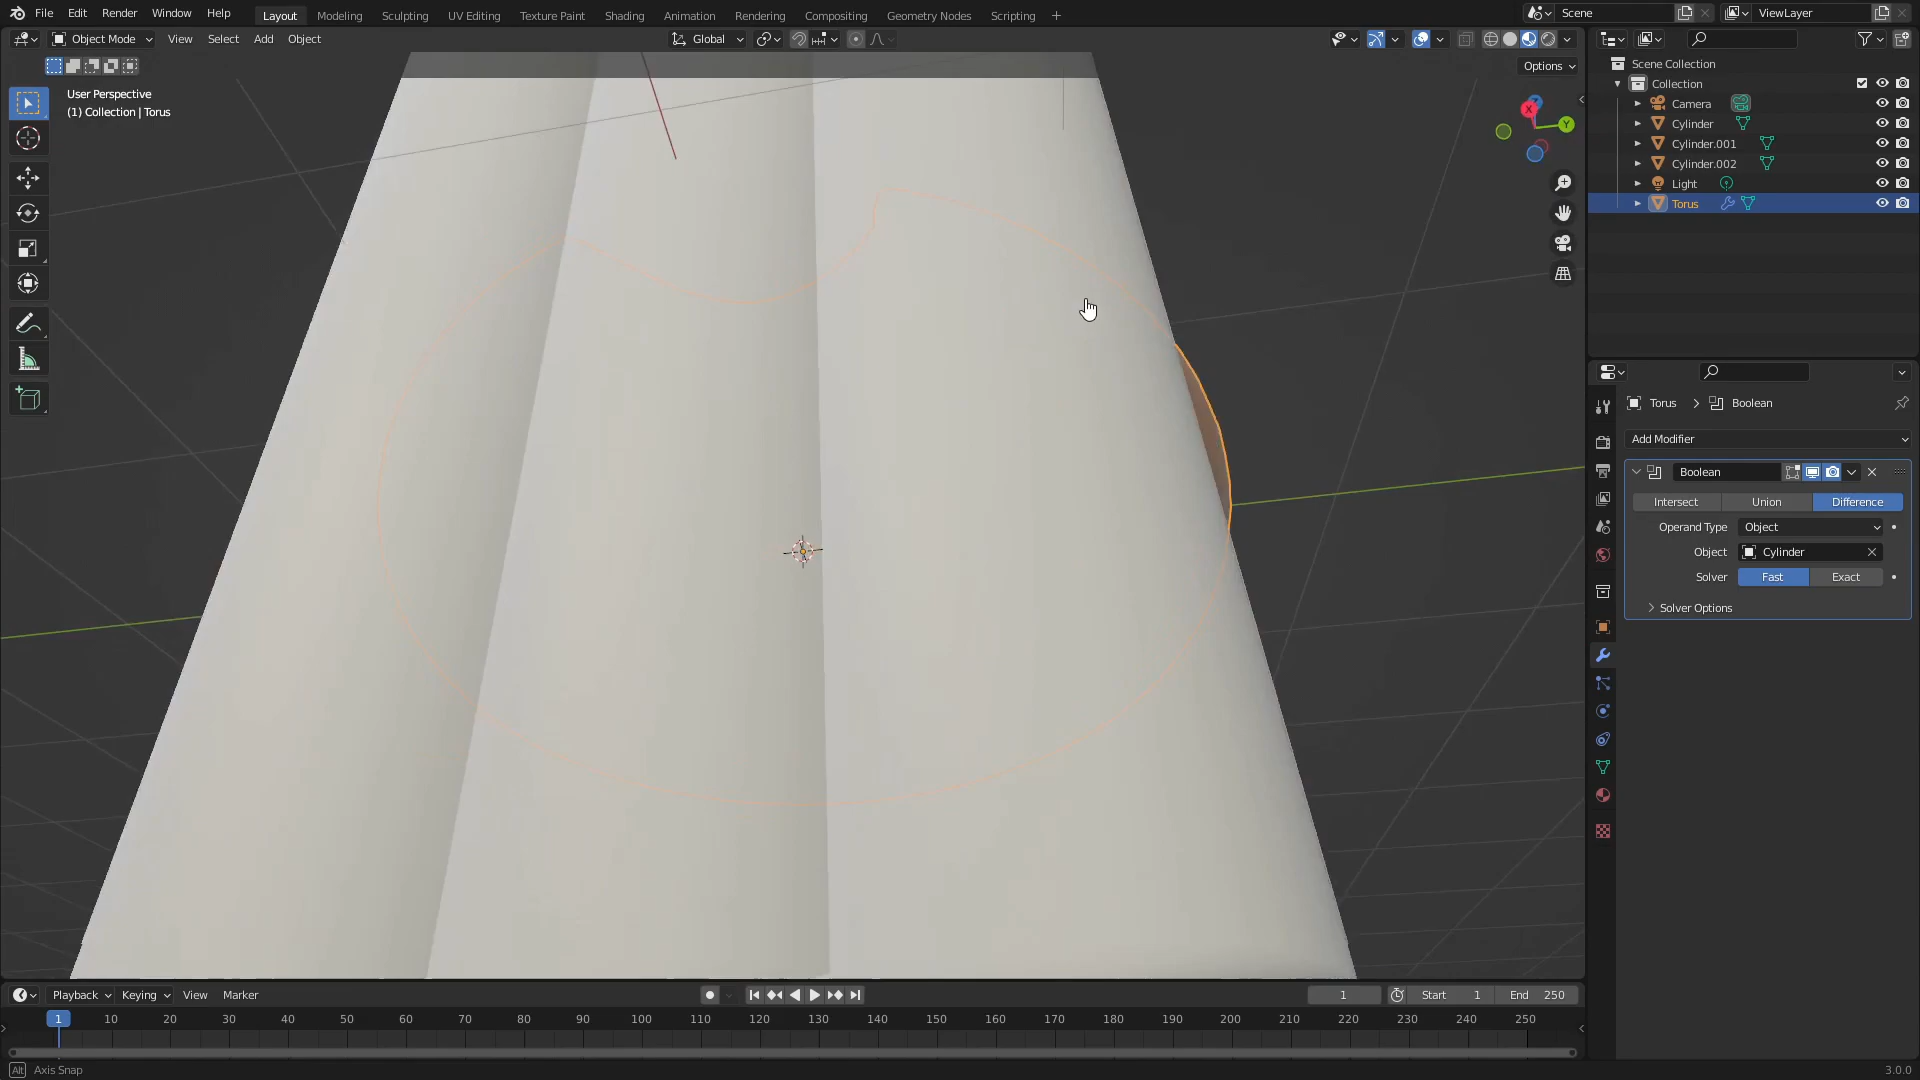 File Edit Render Window Help Layout Modeling Sculpting UV Editing Texture Paint Shading Animation Rendering Compositing Geometry Nodes Scripting + Scene ViewLayer
Object Mode View Select Add Object Global
Options
User Perspective
(1) Collection | Torus
X
Y
Scene Collection
Collection
Camera
Cylinder
Cylinder.001
Cylinder.002
Light
Torus
Torus > Boolean
Add Modifier
Boolean
Intersect Union Difference
Operand Type Object
Object Cylinder
Solver Fast Exact
Solver Options
Playback Keying View Marker 1 Start 1 End 250
1 10 20 30 40 50 60 70 80 90 100 110 120 130 140 150 160 170 180 190 200 210 220 230 240 250
Alt Axis Snap 3.0.0